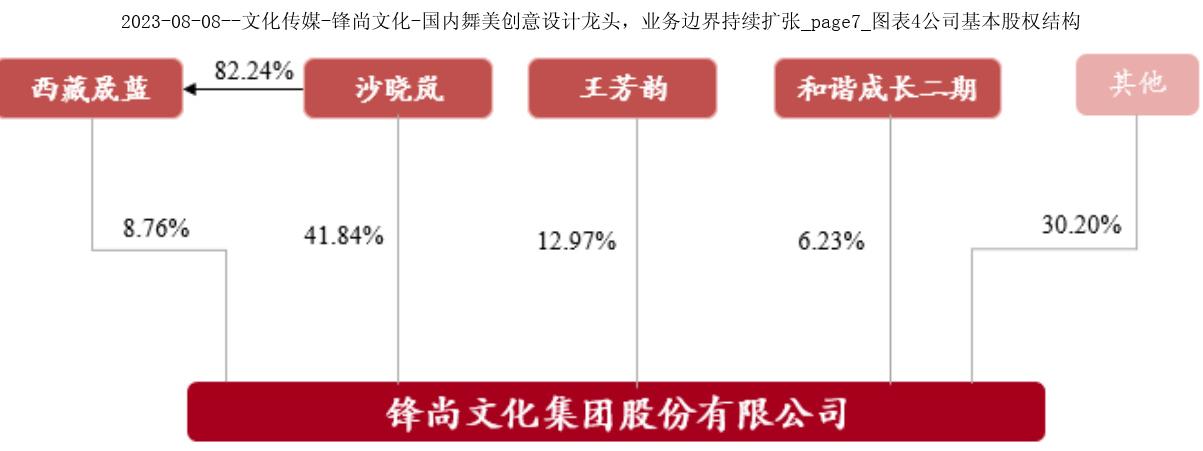 2023-08-08--文化传媒-锋尚文化-国内舞美创意设计龙头，业务边界持续扩张_page7_图表4公司基本股权结构
西藏晟蓝
82.24%
沙晓岚
王芳韵
和谐成长二期
其他
8.76%
41.84%
12.97%
6.23%
30.20%
锋尚文化集团股份有限公司